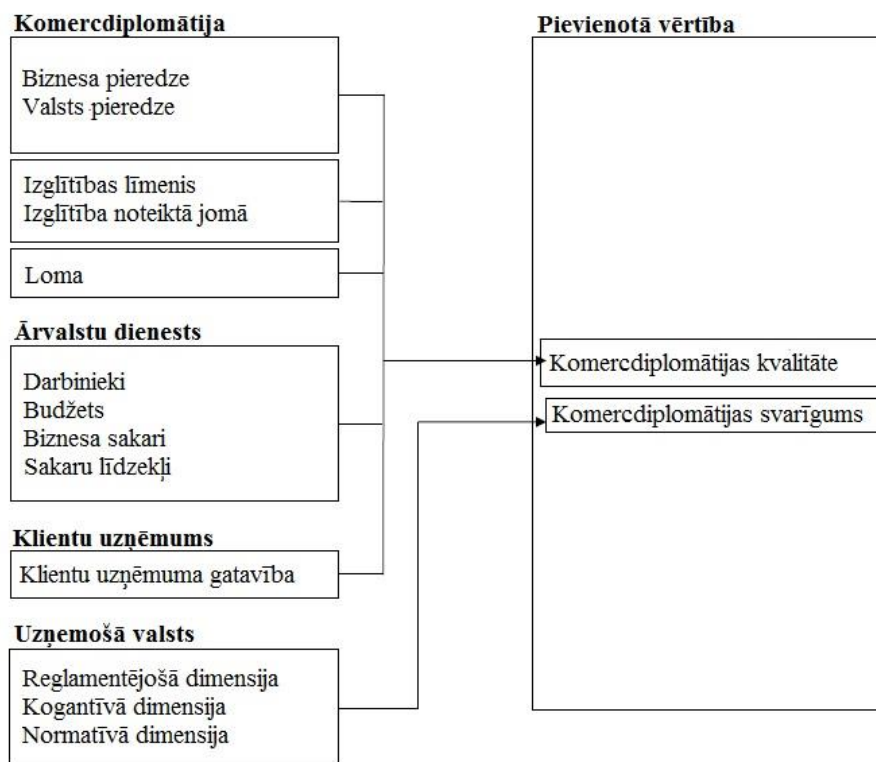 Komercdiplomātija
Biznesa pieredze
Valsts pieredze
Izglītības līmenis
Izglītība noteiktā jomā
Loma
Ārvalstu dienests
Darbinieki
Budžets
Biznesa sakari
Sakaru līdzekļi
Klientu uzņēmums
Klientu uzņēmuma gatavība
Uzņemošā valsts
Reglamentējošā dimensija
Kogantīvā dimensija
Normatīvā dimensija
Pievienotā vērtība
Komercdiplomātijas kvalitāte
Komercdiplomātijas svarīgums